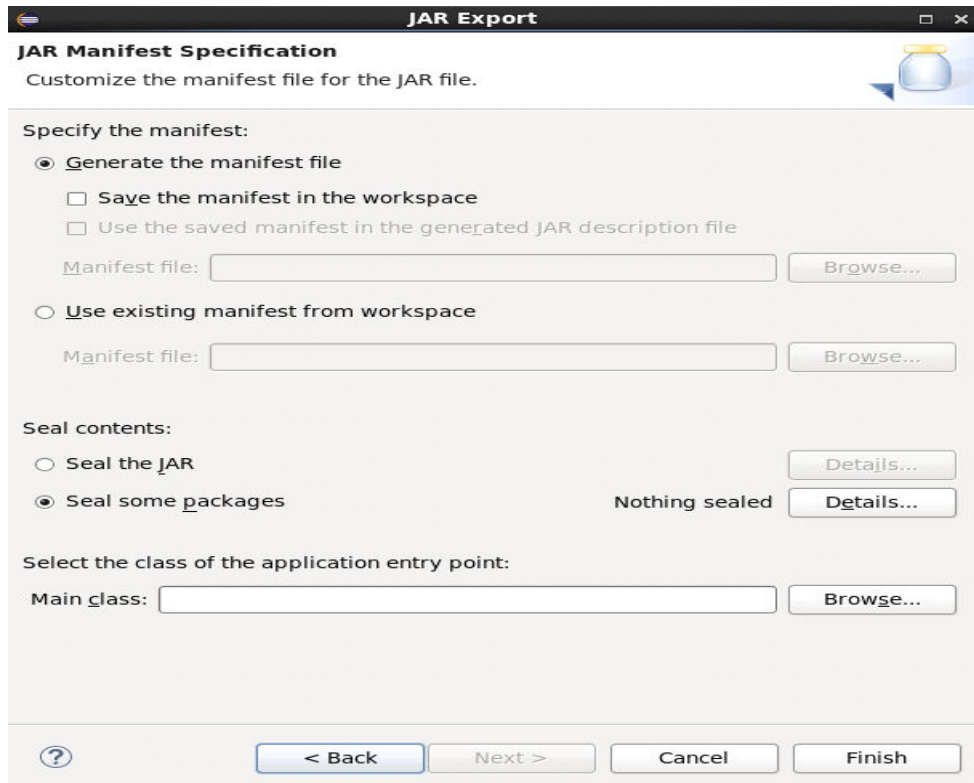 JAR Export
JAR Manifest Specification
Customize the manifest file for the JAR file.
Specify the manifest:
Generate the manifest file
Save the manifest in the workspace
Use the saved manifest in the generated JAR description file
Manifest file: Browse...
Use existing manifest from workspace
Manifest file: Browse...
Seal contents:
Seal the JAR Details...
Seal some packages Nothing sealed Details...
Select the class of the application entry point:
Main class: Browse...
? < Back Next > Cancel Finish